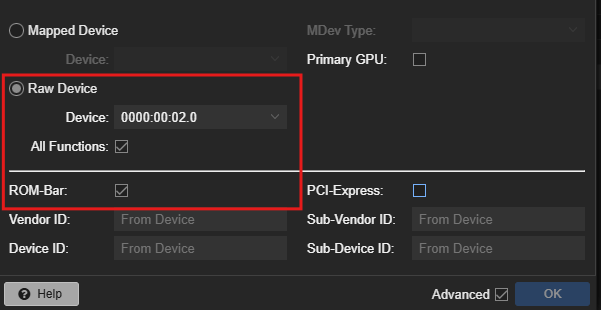 Mapped Device MDev Type:
Device: Primary GPU:
Raw Device
Device: 0000:00:02.0
All Functions:
ROM-Bar: PCI-Express:
Vendor ID: From Device Sub-Vendor ID: From Device
Device ID: From Device Sub-Device ID: From Device
Help Advanced OK